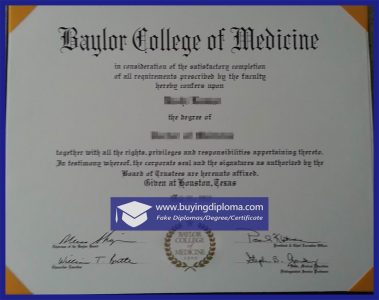 Baylor College of Medicine
in consideration of the satisfactory completion
of all requirements prescribed by the faculty
hereby confers upon
the degree of
together with all the rights, privileges and responsibilities appertaining thereto.
In testimony whereof, the corporate seal and the signatures as authorized by the
Board of Trustees are hereunto affixed.
Given at Houston, Texas
www.buyingdiploma.com
Fake Diplomas/Degree/Certificate
BAYLOR
COLLEGE
OF
MEDICINE
William T. Butler